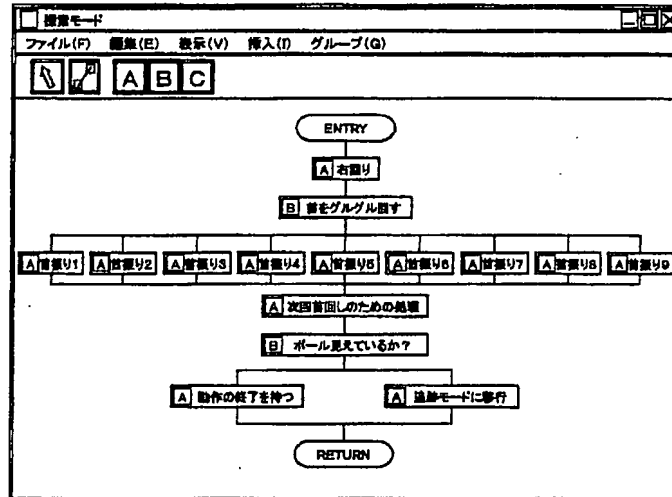 探索モード
ファイル(F) 編集(E) 表示(V) 挿入(I) グループ(G)
A B C
ENTRY
A 右回り
B 首をグルグル回す
A 首振り1 A 首振り2 A 首振り3 A 首振り4 A 首振り5 A 首振り6 A 首振り7 A 首振り8 A 首振り9
A 次回首回しのための処理
B ボール見えているか?
A 動作の終了を待つ A 追跡モードに移行
RETURN